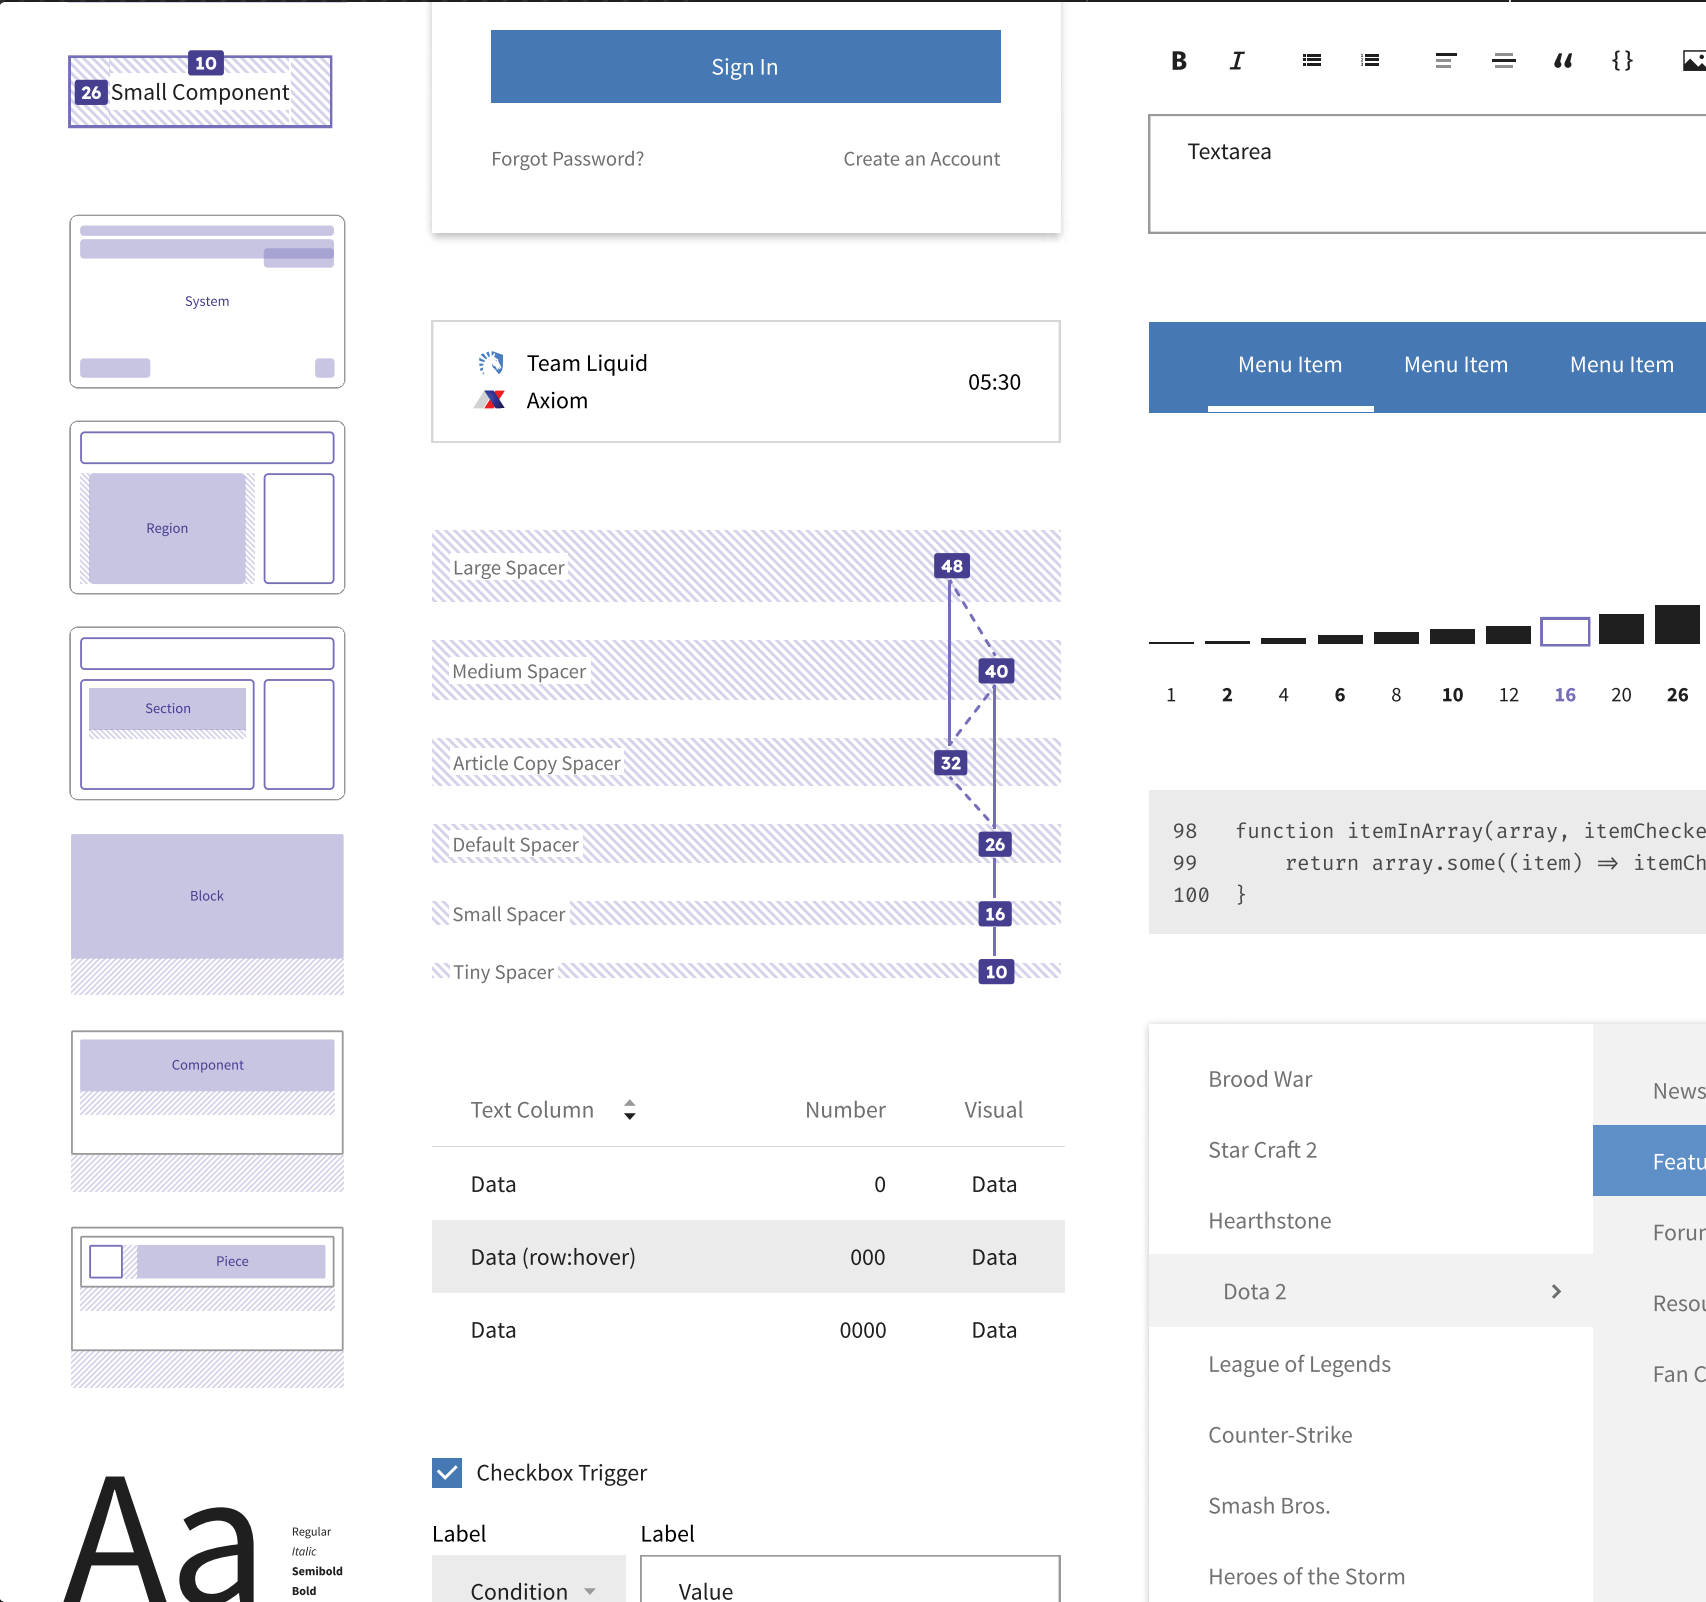 10
26 Small Component
System
Region
Section
Block
Component
Piece
Aa
Regular
Italic
Semibold
Bold
Sign In
Forgot Password? Create an Account
Team Liquid
Axiom
05:30
Large Spacer 48
Medium Spacer 40
Article Copy Spacer 32
Default Spacer 26
Small Spacer 16
Tiny Spacer 10
Text Column Number Visual
Data 0 Data
Data (row:hover) 000 Data
Data 0000 Data
Checkbox Trigger
Label Label
Condition Value
B I “ {}
Textarea
Menu Item Menu Item Menu Item
1 2 4 6 8 10 12 16 20 26
98 function itemInArray(array, itemChecke
99 return array.some((item) => itemCh
100 }
Brood War
Star Craft 2
Hearthstone
Dota 2
League of Legends
Counter-Strike
Smash Bros.
Heroes of the Storm
News
Featu
Forum
Resou
Fan C